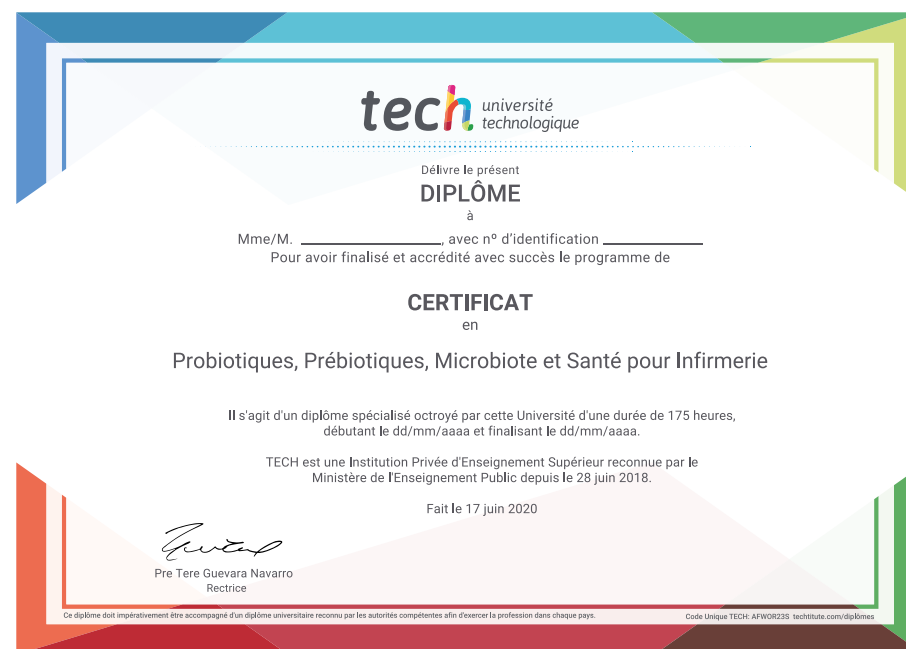 tech université
technologique
Délivre le présent
DIPLÔME
à
Mme/M. ____________________, avec nº d'identification ______________
Pour avoir finalisé et accrédité avec succès le programme de
CERTIFICAT
en
Probiotiques, Prébiotiques, Microbiote et Santé pour Infirmerie
Il s'agit d'un diplôme spécialisé octroyé par cette Université d'une durée de 175 heures,
débutant le dd/mm/aaaa et finalisant le dd/mm/aaaa.
TECH est une Institution Privée d'Enseignement Supérieur reconnue par le
Ministère de l'Enseignement Public depuis le 28 juin 2018.
Fait le 17 juin 2020
Pre Tere Guevara Navarro
Rectrice
Ce diplôme doit impérativement être accompagné d'un diplôme universitaire reconnu par les autorités compétentes afin d'exercer la profession dans chaque pays.
Code Unique TECH: AFWOR23S techtitute.com/diplômes